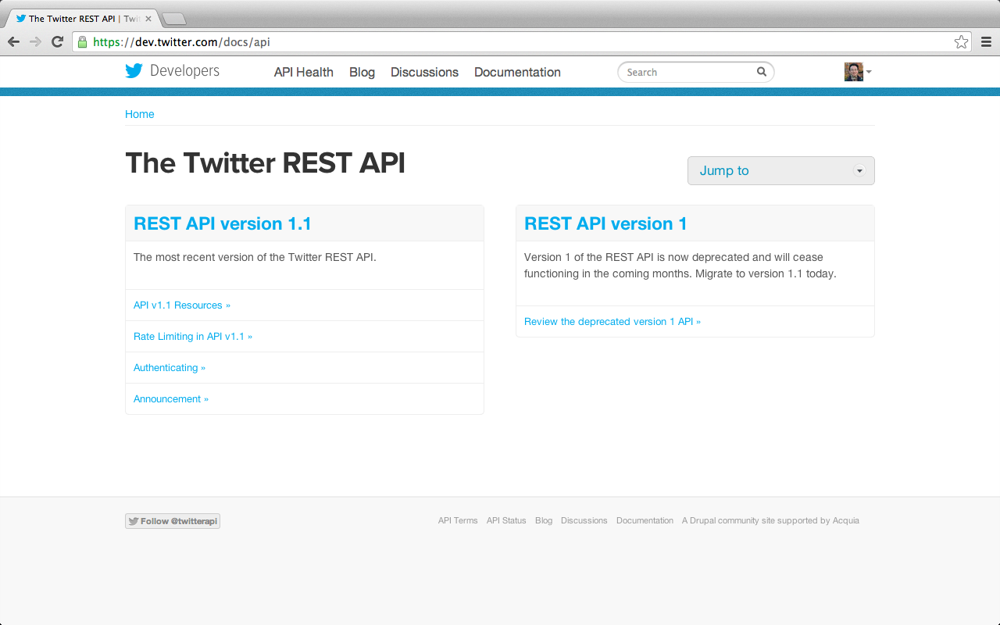 The Twitter REST API | Twit
https://dev.twitter.com/docs/api
Developers
API Health Blog Discussions Documentation
Search
Home
The Twitter REST API
Jump to
REST API version 1.1
The most recent version of the Twitter REST API.
API v1.1 Resources »
Rate Limiting in API v1.1 »
Authenticating »
Announcement »
REST API version 1
Version 1 of the REST API is now deprecated and will cease
functioning in the coming months. Migrate to version 1.1 today.
Review the deprecated version 1 API »
Follow @twitterapi
API Terms API Status Blog Discussions Documentation A Drupal community site supported by Acquia